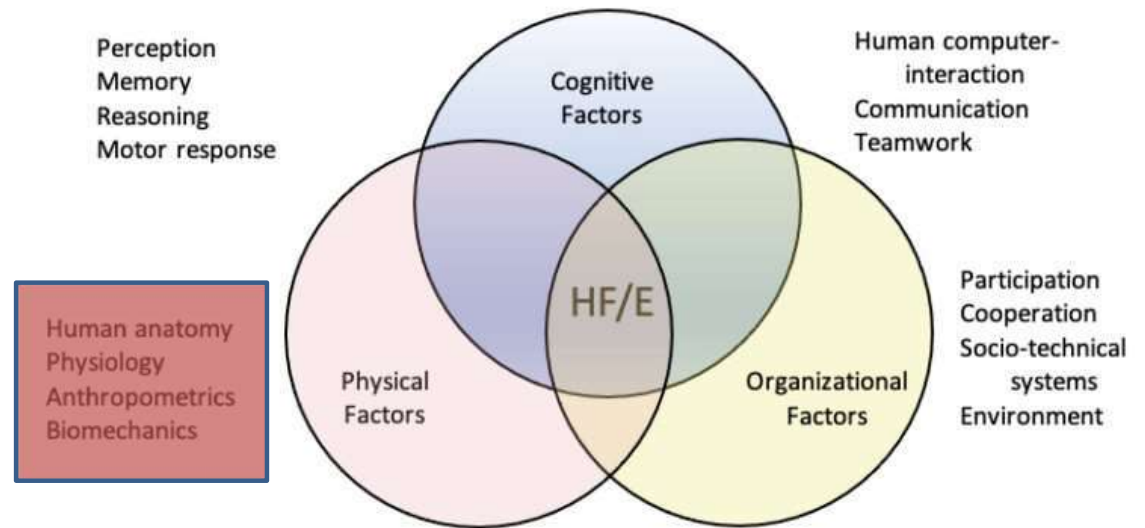 Perception
Memory
Reasoning
Motor response
Cognitive
Factors
Human computer-
interaction
Communication
Teamwork
Human anatomy
Physiology
Anthropometrics
Biomechanics
Physical
Factors
HF/E
Organizational
Factors
Participation
Cooperation
Socio-technical
systems
Environment